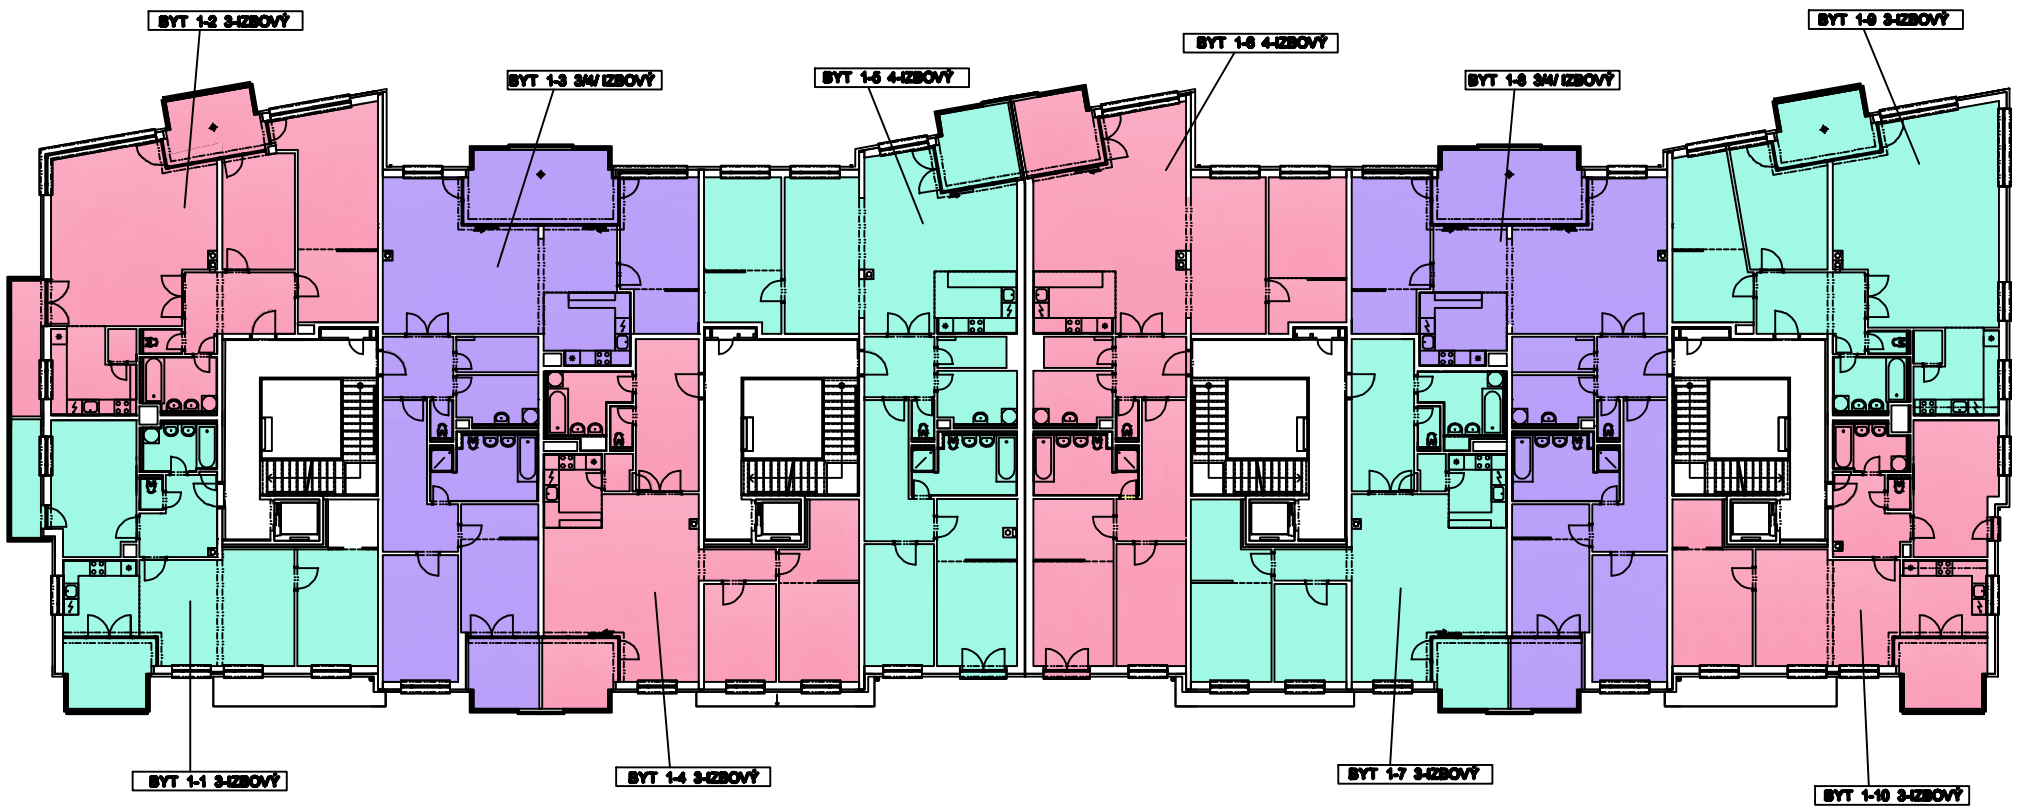 BYT 1-2 3-IZBOVÝ
BYT 1-3 3/4/ IZBOVÝ
BYT 1-5 4-IZBOVÝ
BYT 1-6 4-IZBOVÝ
BYT 1-8 3/4/ IZBOVÝ
BYT 1-9 3-IZBOVÝ
BYT 1-1 3-IZBOVÝ
BYT 1-4 3-IZBOVÝ
BYT 1-7 3-IZBOVÝ
BYT 1-10 3-IZBOVÝ